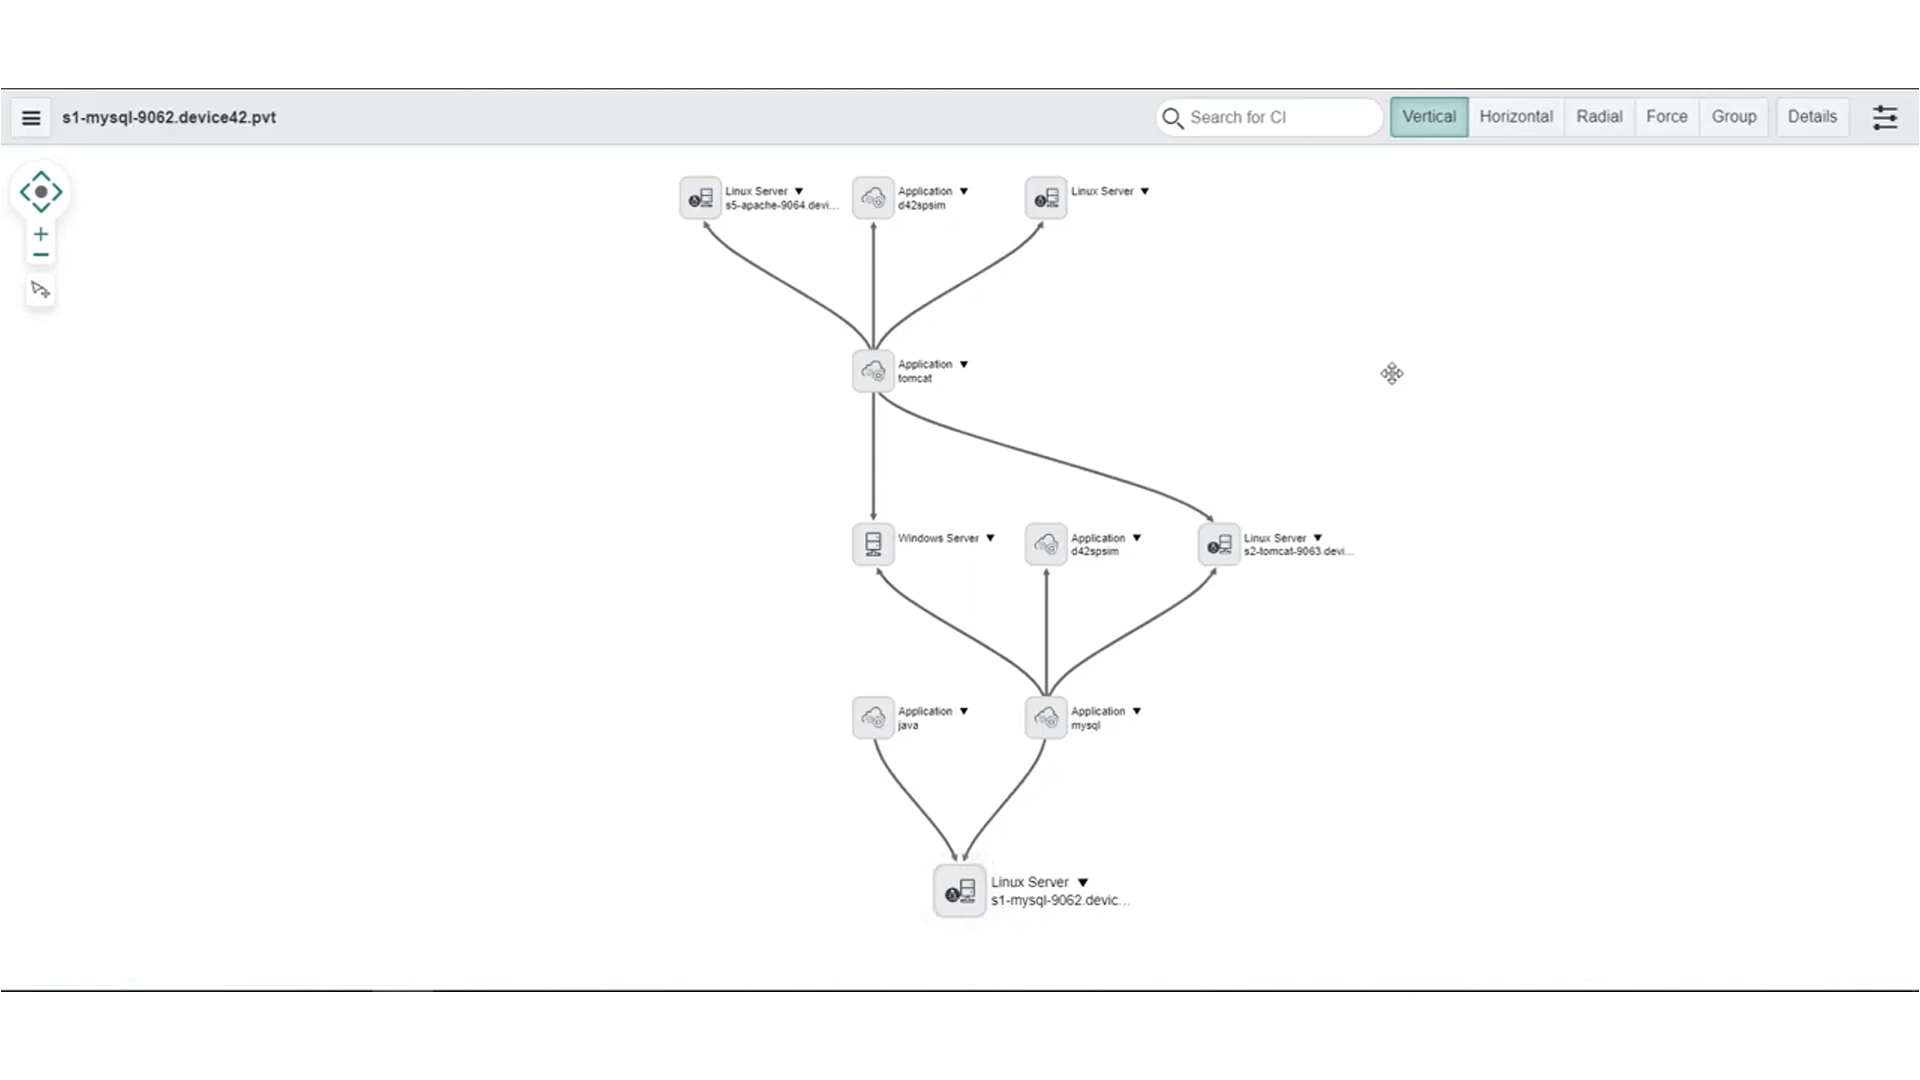 s1-mysql-9062.device42.pvt
Search for CI
Vertical
Horizontal
Radial
Force
Group
Details
Linux Server
s5-apache-9064.devi...
Application
d42spsim
Linux Server
Application
tomcat
Windows Server
Application
d42spsim
Linux Server
s2-tomcat-9063.devi...
Application
java
Application
mysql
Linux Server
s1-mysql-9062.devic...